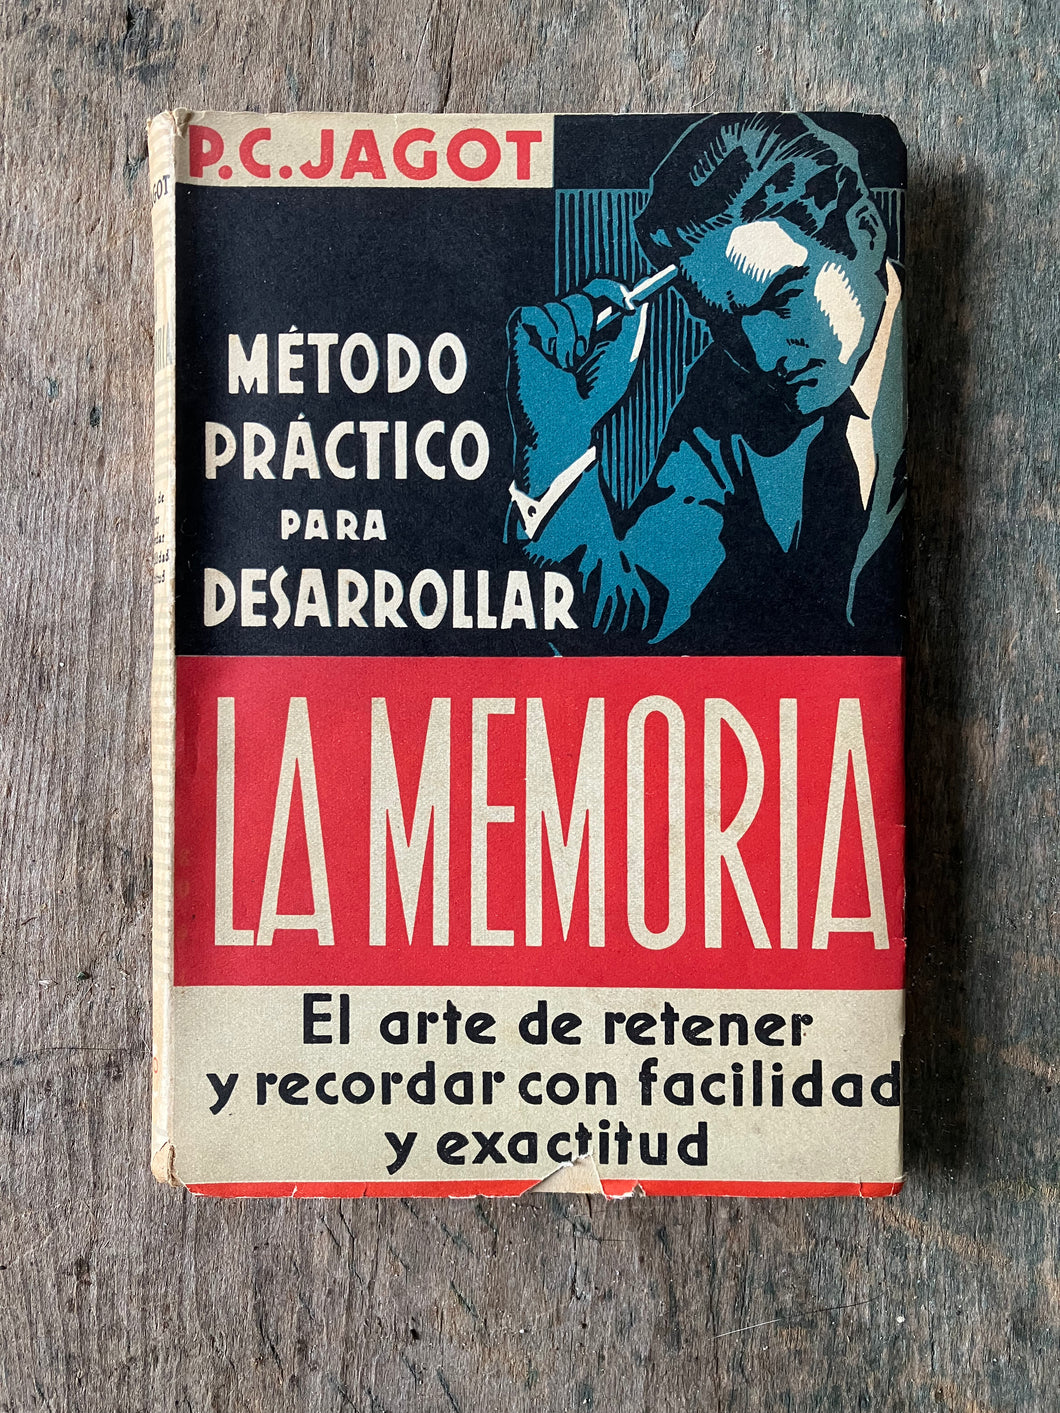 P.C. JAGOT
MÉTODO
PRÁCTICO
PARA
DESARROLLAR
LA MEMORIA
El arte de retener
y recordar con facilidad
y exactitud